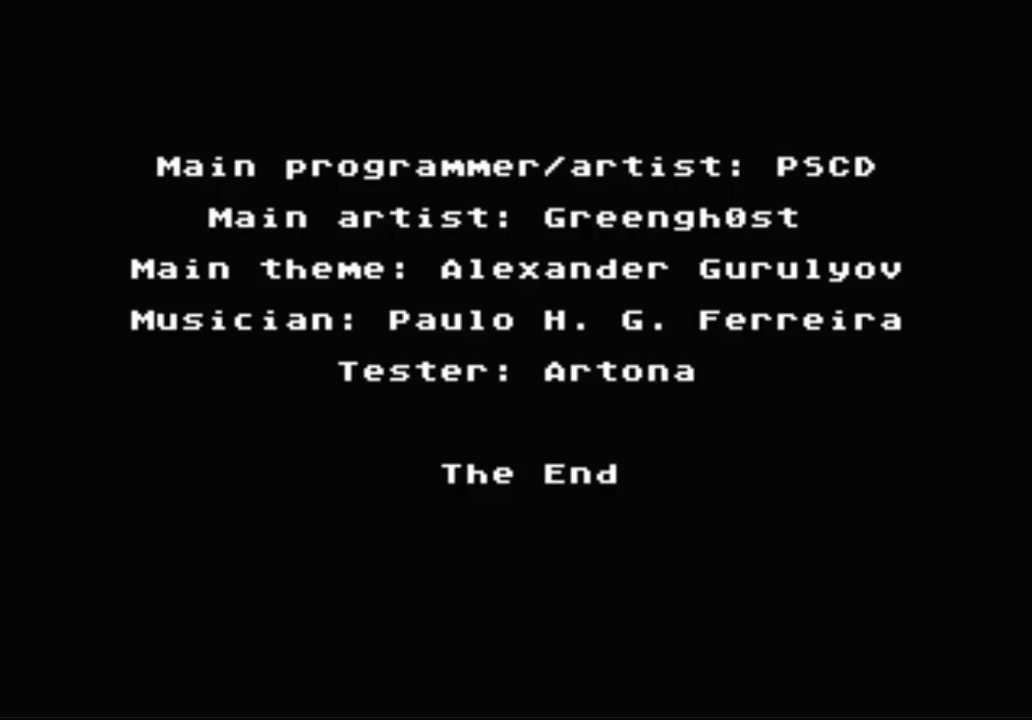 Main programmer/artist: PSCD
Main artist: Greengh0st
Main theme: Alexander Gurulyov
Musician: Paulo H. G. Ferreira
Tester: Artona
The End